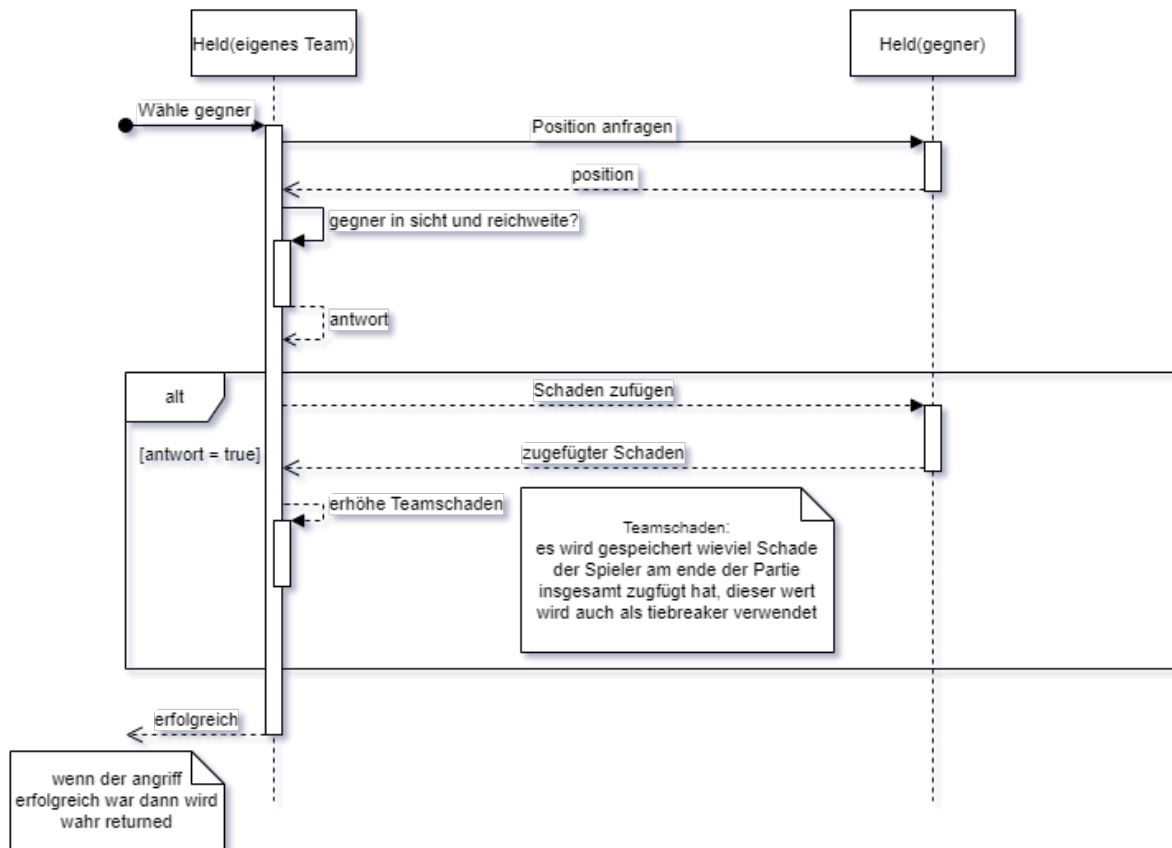 Held(eigenes Team)
Held(gegner)
Wähle gegner
Position anfragen
position
gegner in sicht und reichweite?
antwort
alt
Schaden zufügen
[antwort = true]
zugefügter Schaden
erhöhe Teamschaden
Teamschaden:
es wird gespeichert wieviel Schade
der Spieler am ende der Partie
insgesamt zugfügt hat, dieser wert
wird auch als tiebreaker verwendet
erfolgreich
wenn der angriff
erfolgreich war dann wird
wahr returned